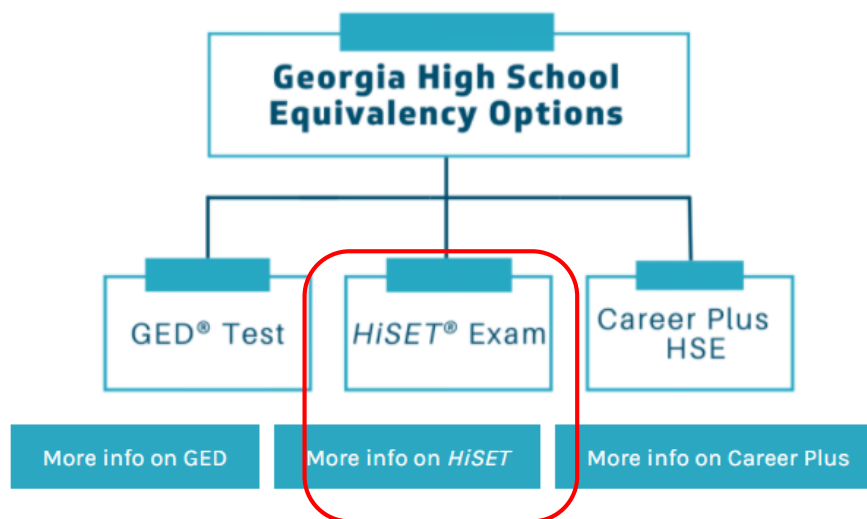 Georgia High School
Equivalency Options
GED® Test
HiSET® Exam
Career Plus
HSE
More info on GED
More info on HiSET
More info on Career Plus